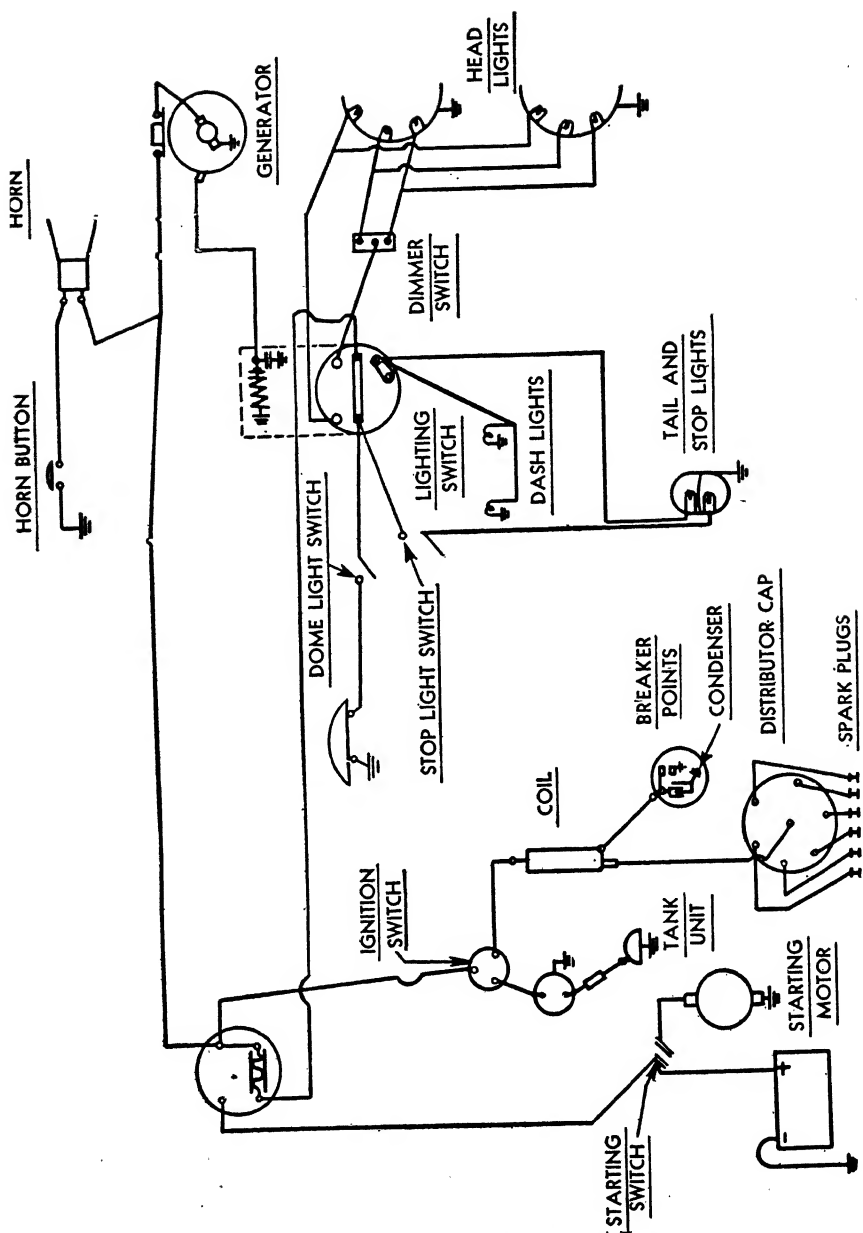 HORN
HORN BUTTON
GENERATOR
HEAD
LIGHTS
DIMMER
SWITCH
LIGHTING
SWITCH
DASH LIGHTS
TAIL AND
STOP LIGHTS
DOME LIGHT SWITCH
STOP LIGHT SWITCH
BREAKER
POINTS
CONDENSER
DISTRIBUTOR CAP
SPARK PLUGS
COIL
IGNITION
SWITCH
TANK
UNIT
STARTING
MOTOR
STARTING
SWITCH
+
-